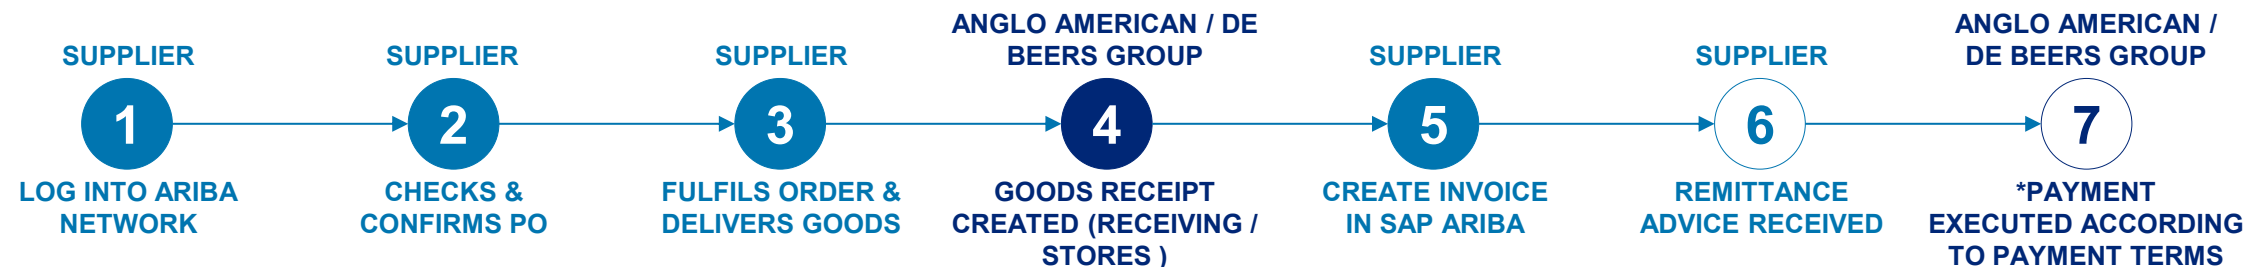 SUPPLIER
1
LOG INTO ARIBA
NETWORK
SUPPLIER
2
CHECKS &
CONFIRMS PO
SUPPLIER
3
FULFILS ORDER &
DELIVERS GOODS
ANGLO AMERICAN / DE
BEERS GROUP
4
GOODS RECEIPT
CREATED (RECEIVING /
STORES )
SUPPLIER
5
CREATE INVOICE
IN SAP ARIBA
SUPPLIER
6
REMITTANCE
ADVICE RECEIVED
ANGLO AMERICAN /
DE BEERS GROUP
7
*PAYMENT
EXECUTED ACCORDING
TO PAYMENT TERMS